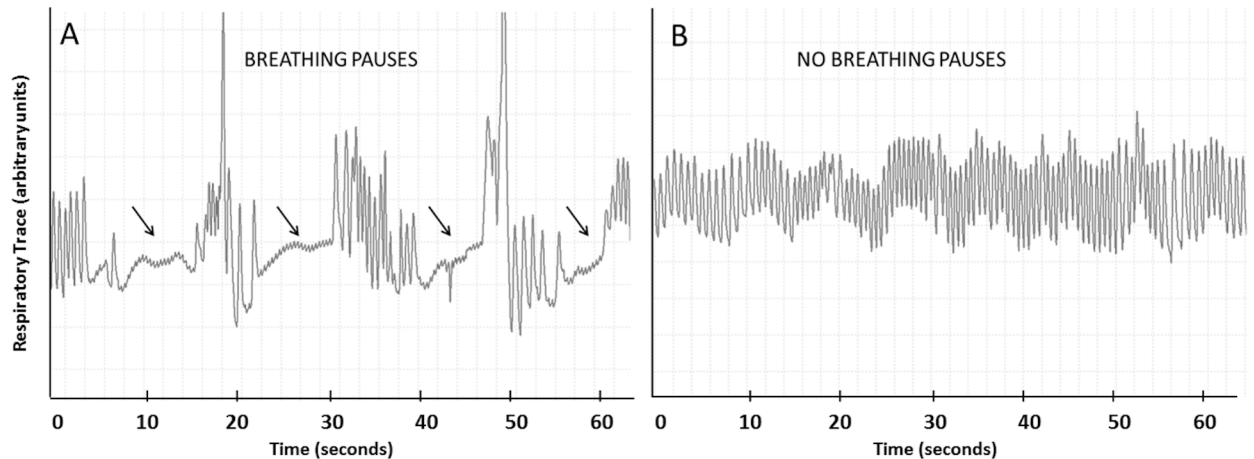 A
BREATHING PAUSES
Respiratory Trace (arbitrary units)
0 10 20 30 40 50 60
Time (seconds)
B
NO BREATHING PAUSES
0 10 20 30 40 50 60
Time (seconds)